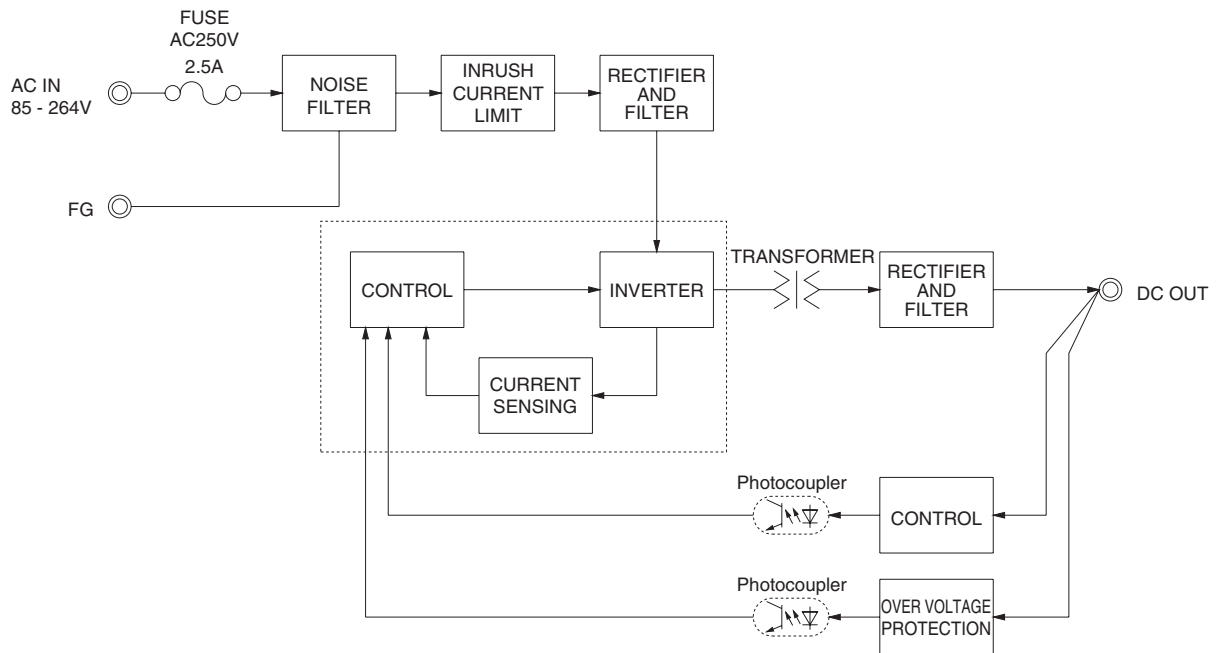 FUSE
AC250V
2.5A
AC IN
85 - 264V
NOISE
FILTER
INRUSH
CURRENT
LIMIT
RECTIFIER
AND
FILTER
FG
CONTROL
INVERTER
TRANSFORMER
RECTIFIER
AND
FILTER
DC OUT
CURRENT
SENSING
Photocoupler
CONTROL
Photocoupler
OVER VOLTAGE
PROTECTION